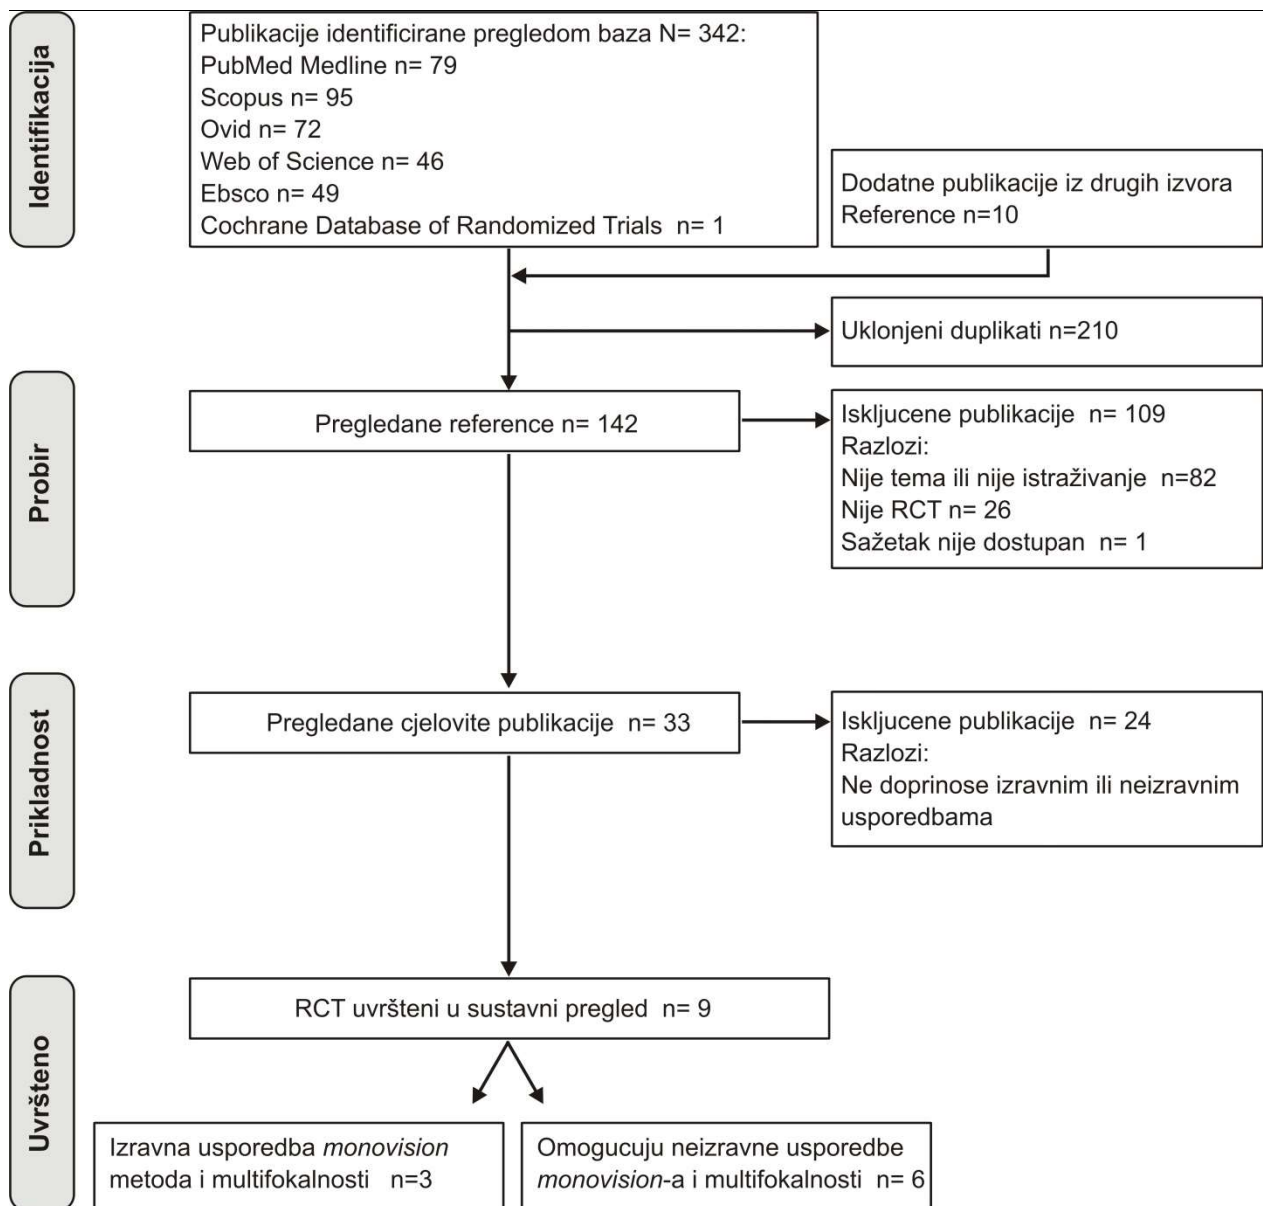 Identifikacija
Publikacije identificirane pregledom baza N= 342:
PubMed Medline n= 79
Scopus n= 95
Ovid n= 72
Web of Science n= 46
Ebsco n= 49
Cochrane Database of Randomized Trials n= 1
Dodatne publikacije iz drugih izvora
Reference n=10
Uklonjeni duplikati n=210
Probir
Pregledane reference n= 142
Iskljucene publikacije n= 109
Razlozi:
Nije tema ili nije istraživanje n=82
Nije RCT n= 26
Sažetak nije dostupan n= 1
Prikladnost
Pregledane cjelovite publikacije n= 33
Iskljucene publikacije n= 24
Razlozi:
Ne doprinose izravnim ili neizravnim
usporedbama
Uvršteno
RCT uvršteni u sustavni pregled n= 9
Izravna usporedba monovision
metoda i multifokalnosti n=3
Omogucuju neizravne usporedbe
monovision-a i multifokalnosti n= 6